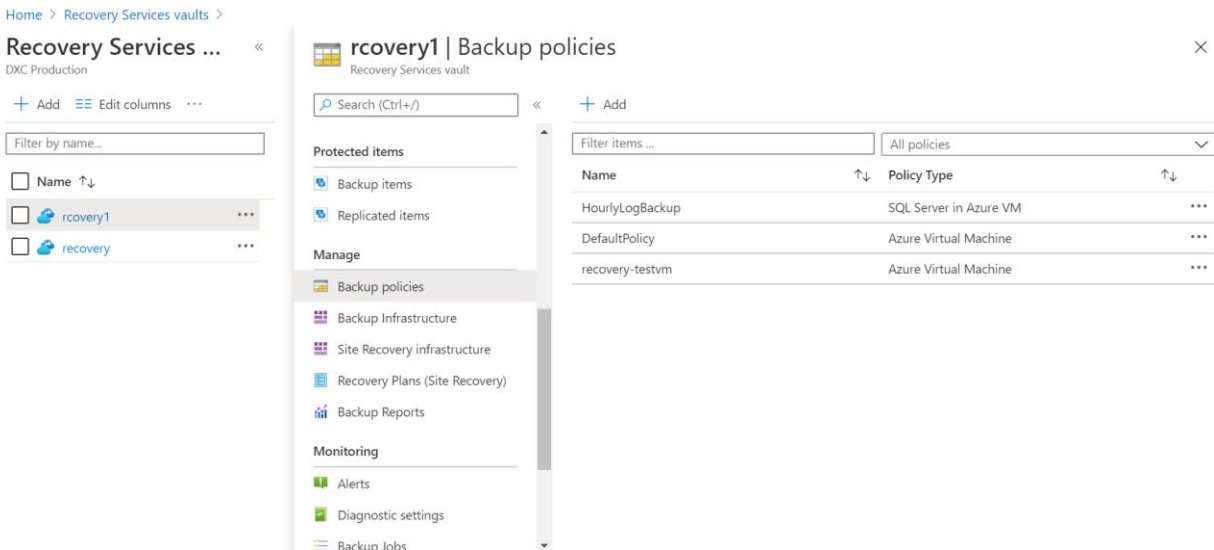 Home > Recovery Services vaults >
Recovery Services ... «
DXC Production
+ Add Edit columns ...
Filter by name...
Name ↑↓
rcovery1 ...
recovery ...
rcovery1 | Backup policies ×
Recovery Services vault
Search (Ctrl+/) «
Protected items
Backup items
Replicated items
Manage
Backup policies
Backup Infrastructure
Site Recovery infrastructure
Recovery Plans (Site Recovery)
Backup Reports
Monitoring
Alerts
Diagnostic settings
Backup Jobs
+ Add
Filter items ... All policies
Name ↑↓ Policy Type ↑↓
HourlyLogBackup SQL Server in Azure VM ...
DefaultPolicy Azure Virtual Machine ...
recovery-testvm Azure Virtual Machine ...